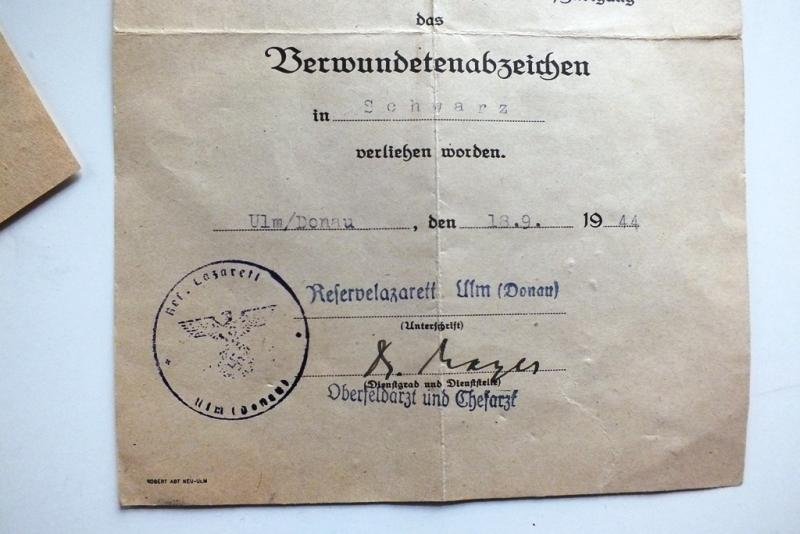 das
Verwundetenabzeichen
in Schwarz
verliehen worden.
Ulm/Donau, den 18.9. 1944
Res. Lazarett
Ulm (Donau)
Reservelazarett Ulm (Donau)
(Unterschrift)
Dr. Mayer
(Dienstgrad und Dienststelle)
Oberfeldarzt und Chefarzt
ROBERT ABT NEU-ULM